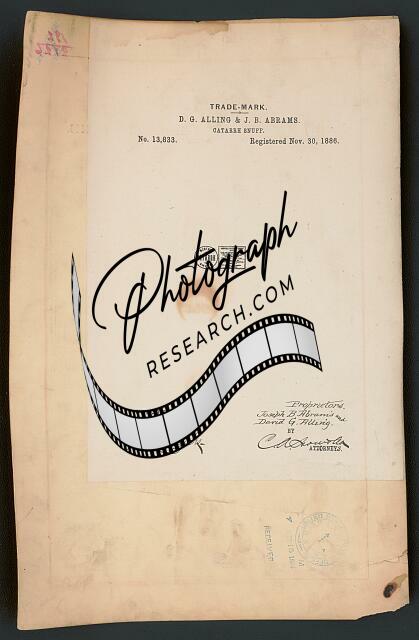 TRADE-MARK.
D. G. ALLING & J. B. ABRAMS.
CATARRH SNUFF.
No. 13,833.
Registered Nov. 30, 1886.
Photograph
RESEARCH.COM
Proprietors.
Joseph B. Abrams and
David G. Alling.
BY
ATTORNEYS.
RECEIVED